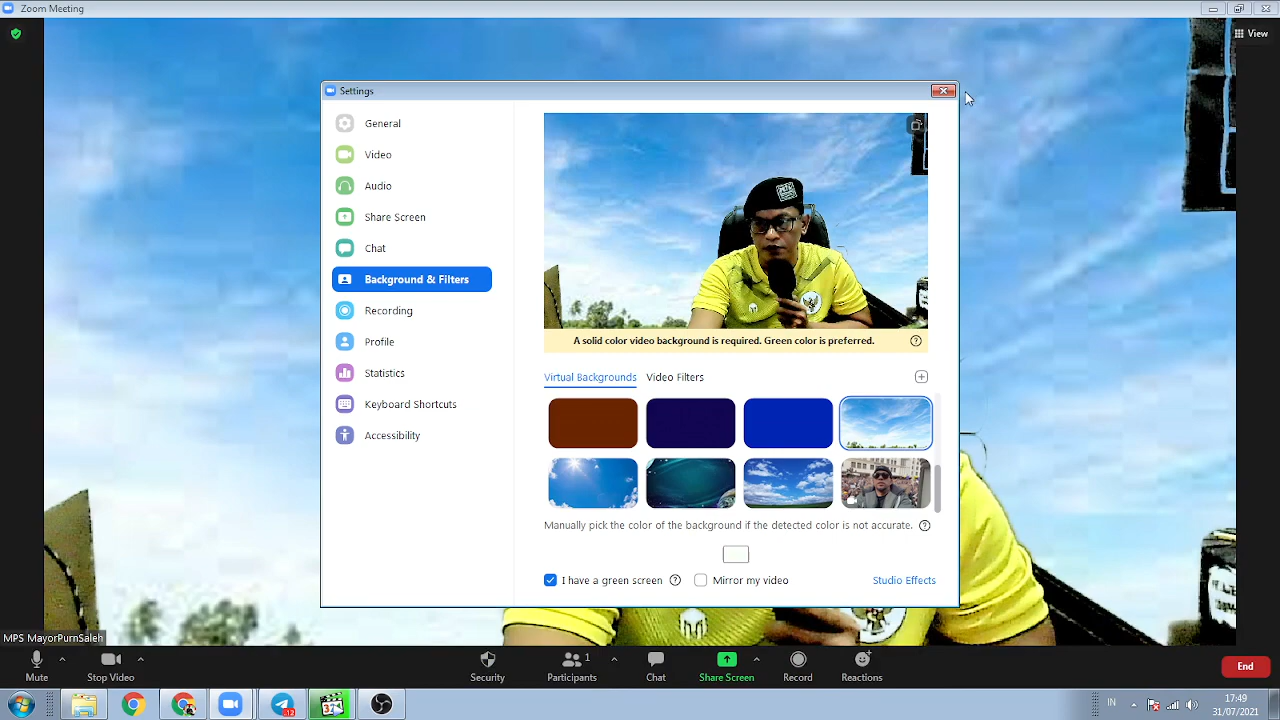 Zoom Meeting
View
Settings
General
Video
Audio
Share Screen
Chat
Background & Filters
Recording
Profile
Statistics
Keyboard Shortcuts
Accessibility
A solid color video background is required. Green color is preferred.
Virtual Backgrounds
Video Filters
Manually pick the color of the background if the detected color is not accurate.
I have a green screen
Mirror my video
Studio Effects
MPS MayorPurnSaleh
Mute
Stop Video
Security
Participants
1
Chat
Share Screen
Record
Reactions
End
12
IN
17:49
31/07/2021